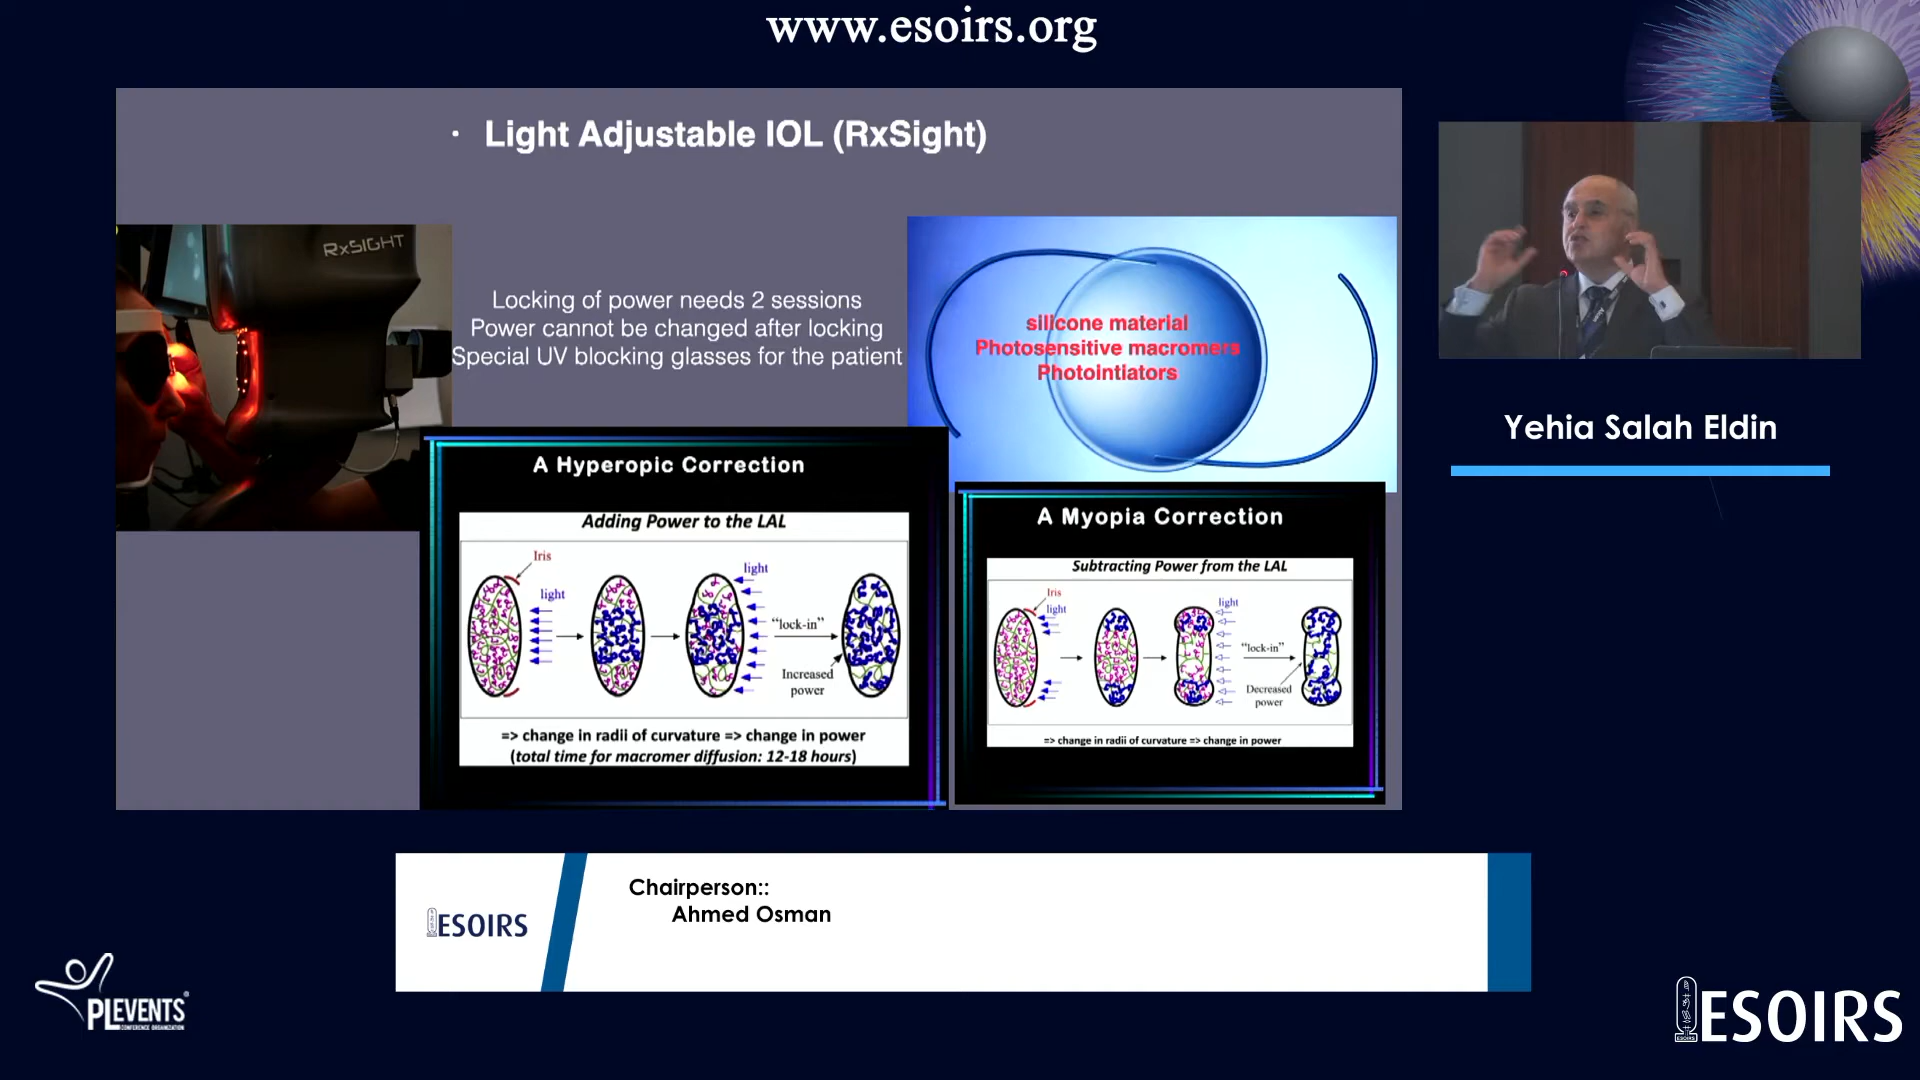 www.esoirs.org
• Light Adjustable IOL (RxSight)
RxSIGHT
Locking of power needs 2 sessions
Power cannot be changed after locking
Special UV blocking glasses for the patient
silicone material
Photosensitive macromers
Photointiators
A Hyperopic Correction
Adding Power to the LAL
Iris
light
light
"lock-in"
Increased
power
=> change in radii of curvature => change in power
(total time for macromer diffusion: 12-18 hours)
A Myopia Correction
Subtracting Power from the LAL
Iris
light
light
"lock-in"
Decreased
power
=> change in radii of curvature => change in power
Yehia Salah Eldin
Chairperson::
Ahmed Osman
ESOIRS
PLEVENTS
CONFERENCE ORGANIZATION
ESOIRS